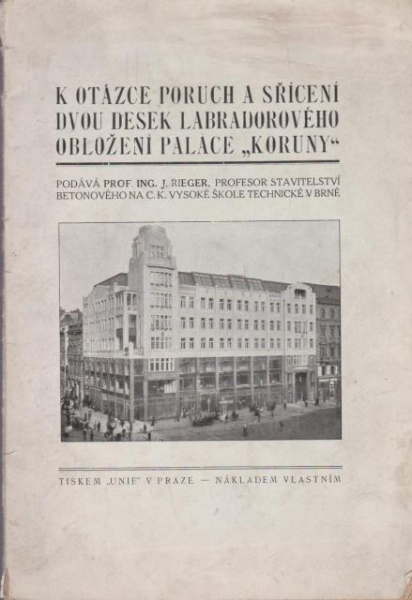 K OTÁZCE PORUCH A SŘÍCENÍ
DVOU DESEK LABRADOROVÉHO
OBLOŽENÍ PALÁCE „KORUNY“
PODÁVÁ PROF. ING. J. RIEGER, PROFESOR STAVITELSTVÍ
BETONOVÉHO NA C. K. VYSOKÉ ŠKOLE TECHNICKÉ V BRNĚ
TISKEM „UNIE“ V PRAZE. — NÁKLADEM VLASTNÍM